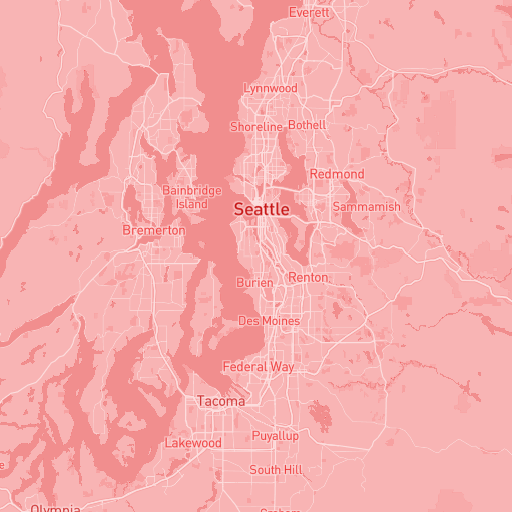 Everett
Lynnwood
Shoreline
Bothell
Redmond
Bainbridge
Island
Sammamish
Seattle
Bremerton
Renton
Burien
Des Moines
Federal Way
Tacoma
Puyallup
Lakewood
South Hill
Olympia
Graham